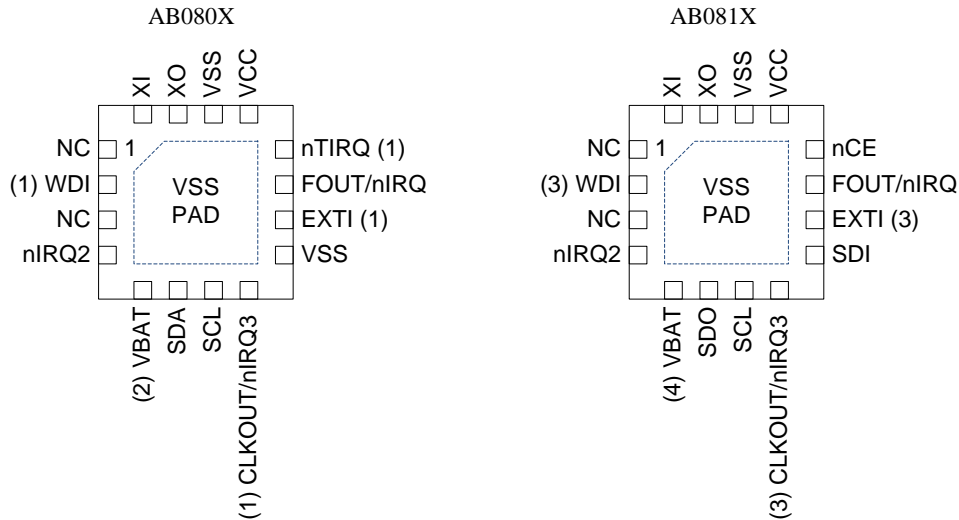 AB080X
XI
XO
VSS
VCC
NC
1
nTIRQ (1)
(1) WDI
FOUT/nIRQ
VSS
PAD
NC
EXTI (1)
nIRQ2
VSS
(2) VBAT
SDA
SCL
(1) CLKOUT/nIRQ3
AB081X
XI
XO
VSS
VCC
NC
1
nCE
(3) WDI
FOUT/nIRQ
VSS
PAD
NC
EXTI (3)
nIRQ2
SDI
(4) VBAT
SDO
SCL
(3) CLKOUT/nIRQ3